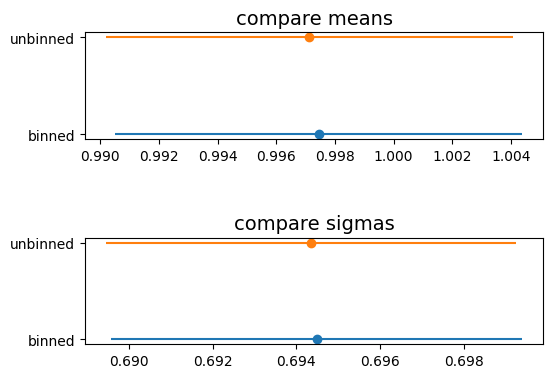 compare means
unbinned
binned
0.990 0.992 0.994 0.996 0.998 1.000 1.002 1.004
compare sigmas
unbinned
binned
0.690 0.692 0.694 0.696 0.698